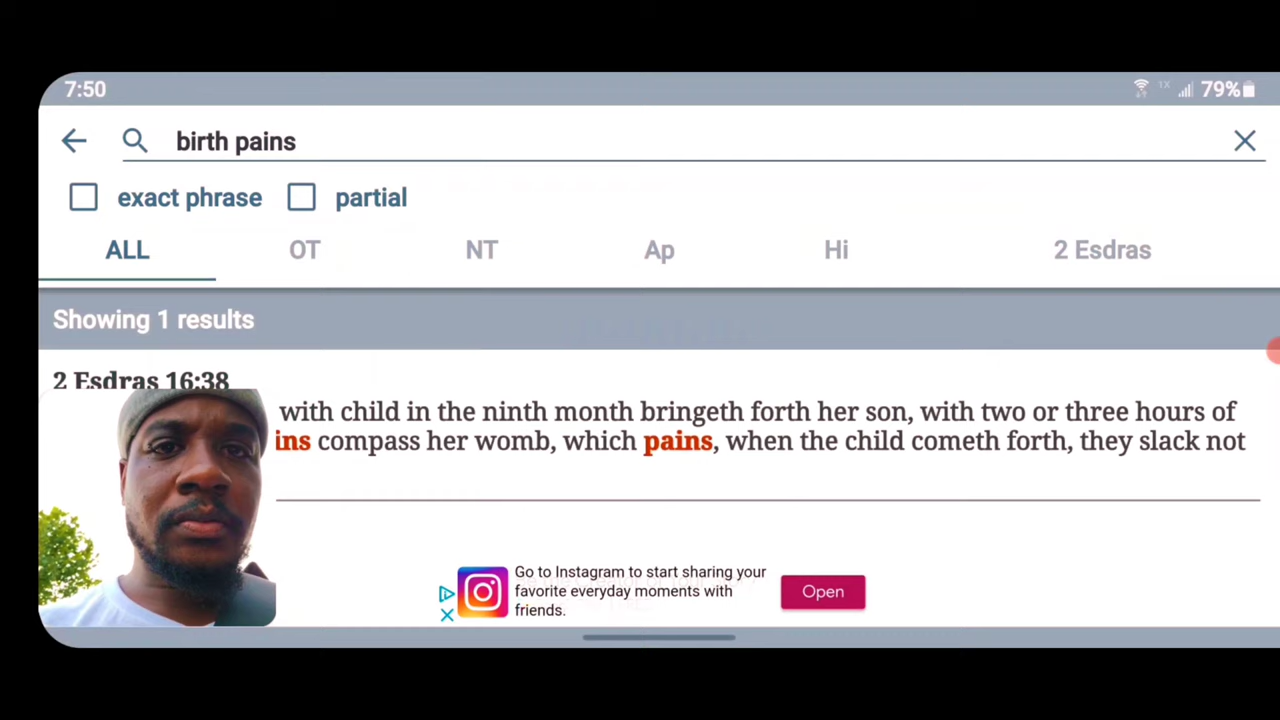 7:50
1X 79%
birth pains
exact phrase partial
ALL OT NT Ap Hi 2 Esdras
Showing 1 results
2 Esdras 16:38
with child in the ninth month bringeth forth her son, with two or three hours of
compass her womb, which pains, when the child cometh forth, they slack not
Go to Instagram to start sharing your
favorite everyday moments with
friends.
Open